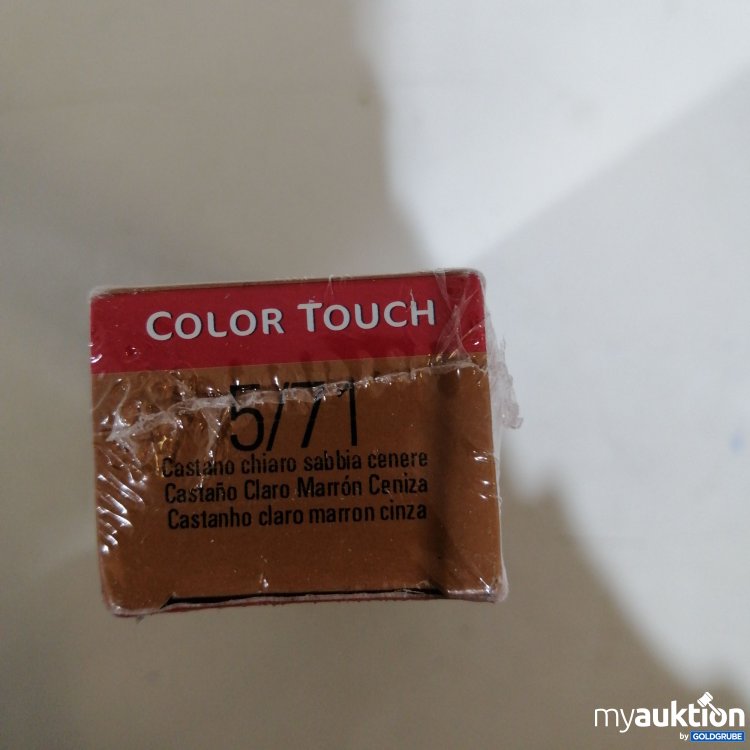 COLOR TOUCH
5/71
Castano chiaro sabbia cenere
Castaño Claro Marrón Ceniza
Castanho claro marron cinza
myauktion
by GOLDGRUBE